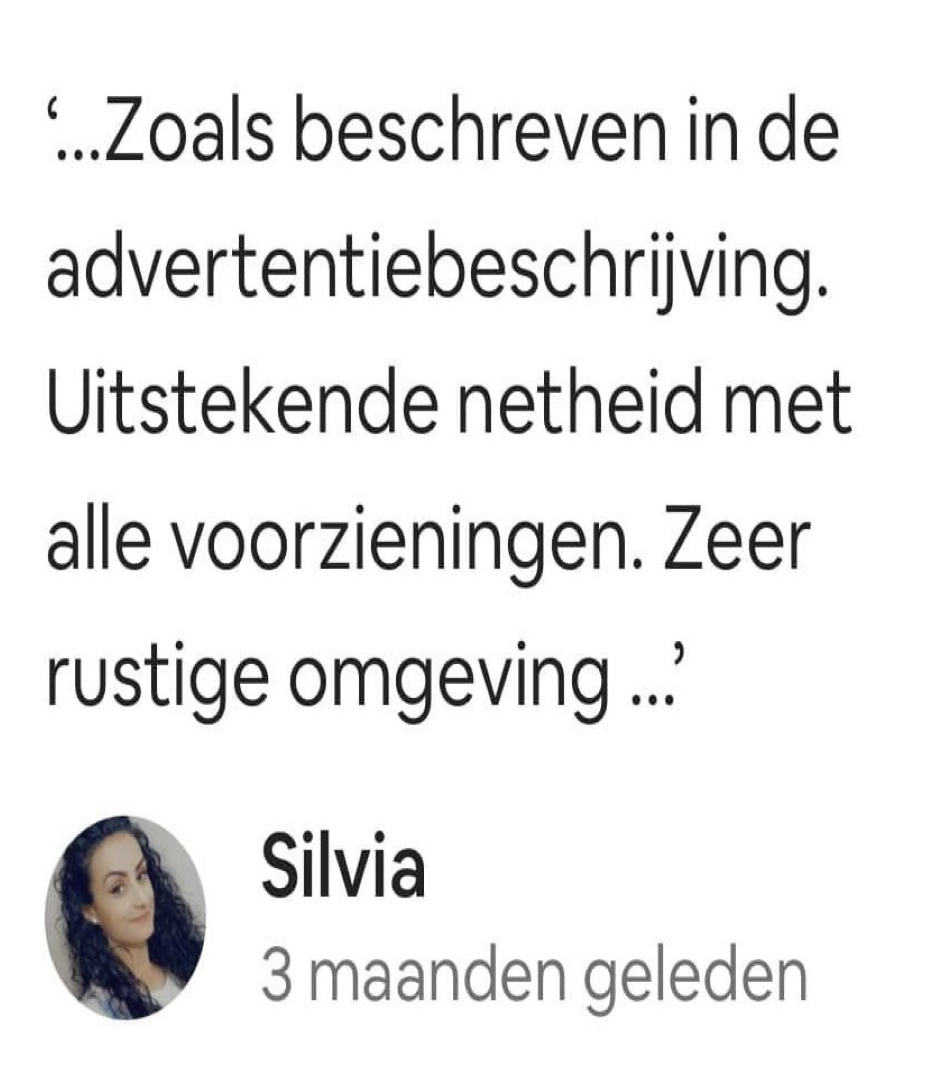 ‘...Zoals beschreven in de
advertentiebeschrijving.
Uitstekende netheid met
alle voorzieningen. Zeer
rustige omgeving ...’
Silvia
3 maanden geleden